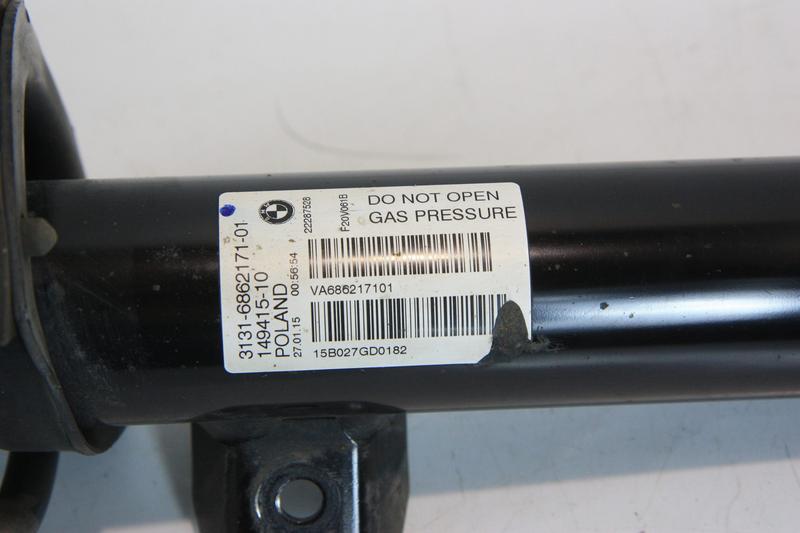 DO NOT OPEN
GAS PRESSURE
VA686217101
15B027GD0182
3131-6862171-01
149415-10
POLAND
27.01.15 00:56:54
22287528
F20V061B